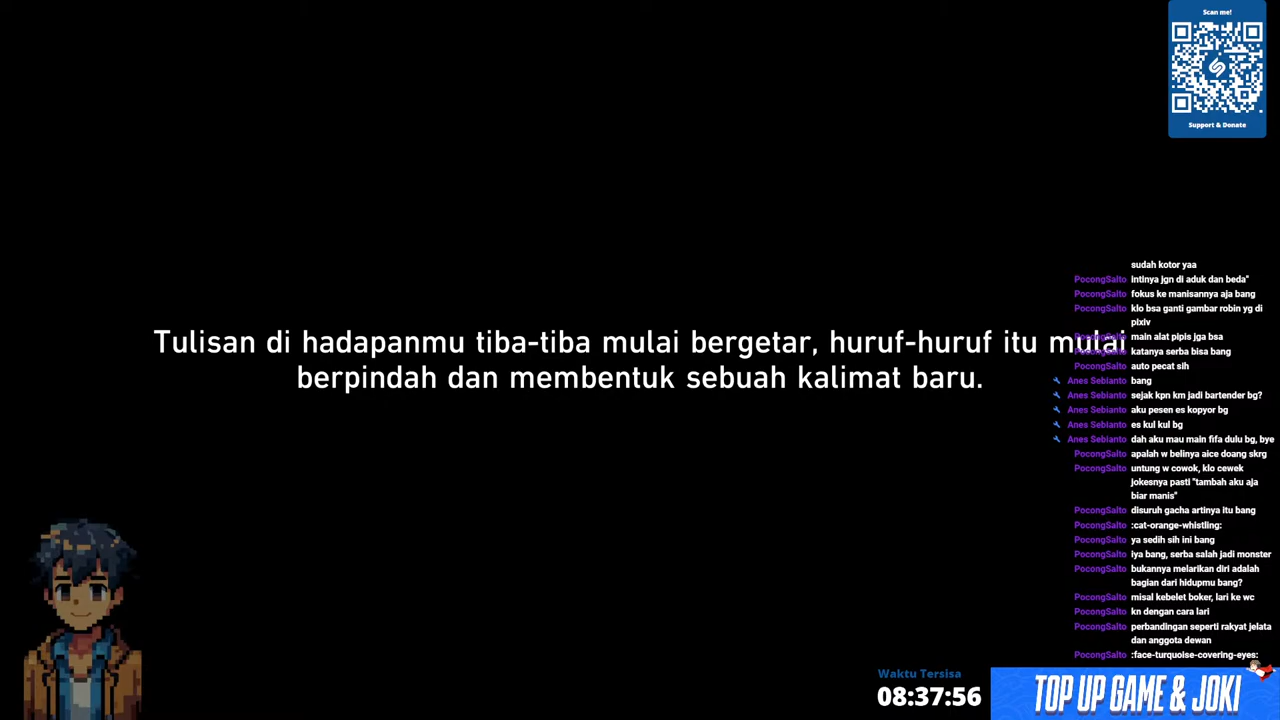 Scan me!
Support & Donate
Tulisan di hadapanmu tiba-tiba mulai bergetar, huruf-huruf itu mulai
berpindah dan membentuk sebuah kalimat baru.
sudah kotor yaa
PocongSalto intinya jgn di aduk dan beda"
PocongSalto fokus ke manisannya aja bang
PocongSalto klo bsa ganti gambar robin yg di
pixiv
PocongSalto main alat pipis jga bsa
PocongSalto katanya serba bisa bang
PocongSalto auto pecat sih
Anes Sebianto bang
Anes Sebianto sejak kpn km jadi bartender bg?
Anes Sebianto aku pesen es kopyor bg
Anes Sebianto es kul kul bg
Anes Sebianto dah aku mau main fifa dulu bg, bye
PocongSalto apalah w belinya aice doang skrg
PocongSalto untung w cowok, klo cewek
jokesnya pasti "tambah aku aja
biar manis"
PocongSalto disuruh gacha artinya itu bang
PocongSalto :cat-orange-whistling:
PocongSalto ya sedih sih ini bang
PocongSalto iya bang, serba salah jadi monster
PocongSalto bukannya melarikan diri adalah
bagian dari hidupmu bang?
PocongSalto misal kebelet boker, lari ke wc
PocongSalto kn dengan cara lari
PocongSalto perbandingan seperti rakyat jelata
dan anggota dewan
PocongSalto :face-turquoise-covering-eyes:
Waktu Tersisa
08:37:56
TOP UP GAME & JOKI